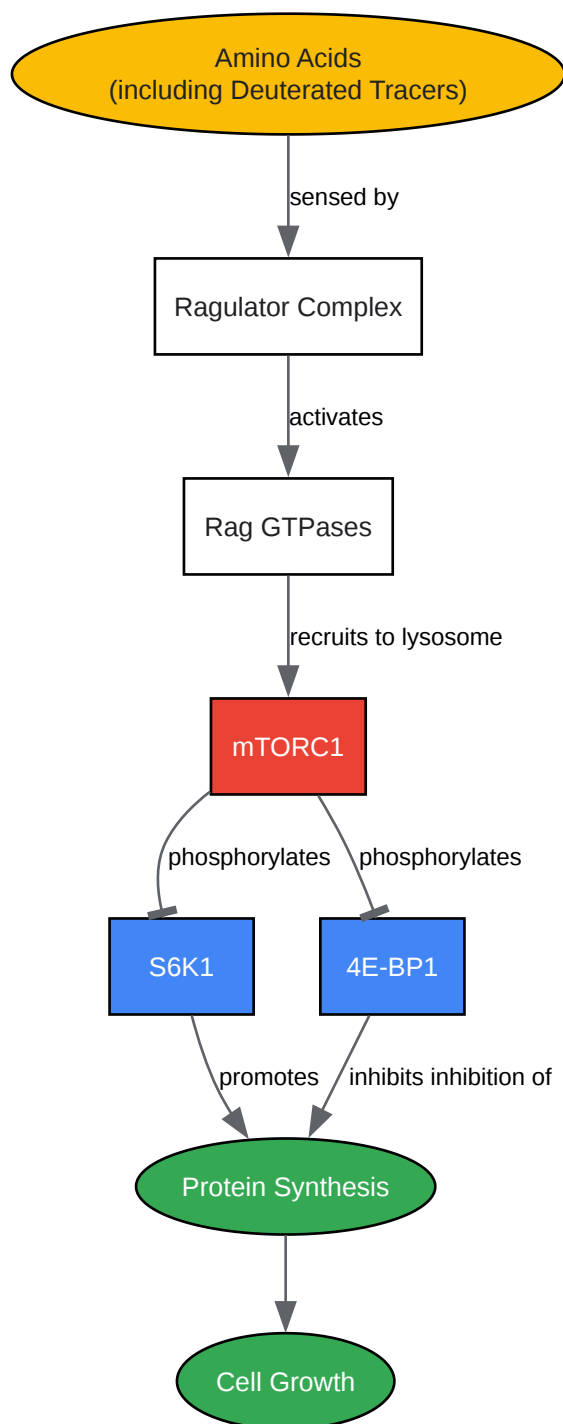 Amino Acids
(including Deuterated Tracers)
sensed by
Ragulator Complex
activates
Rag GTPases
recruits to lysosome
mTORC1
phosphorylates
phosphorylates
S6K1
4E-BP1
promotes
inhibits inhibition of
Protein Synthesis
Cell Growth